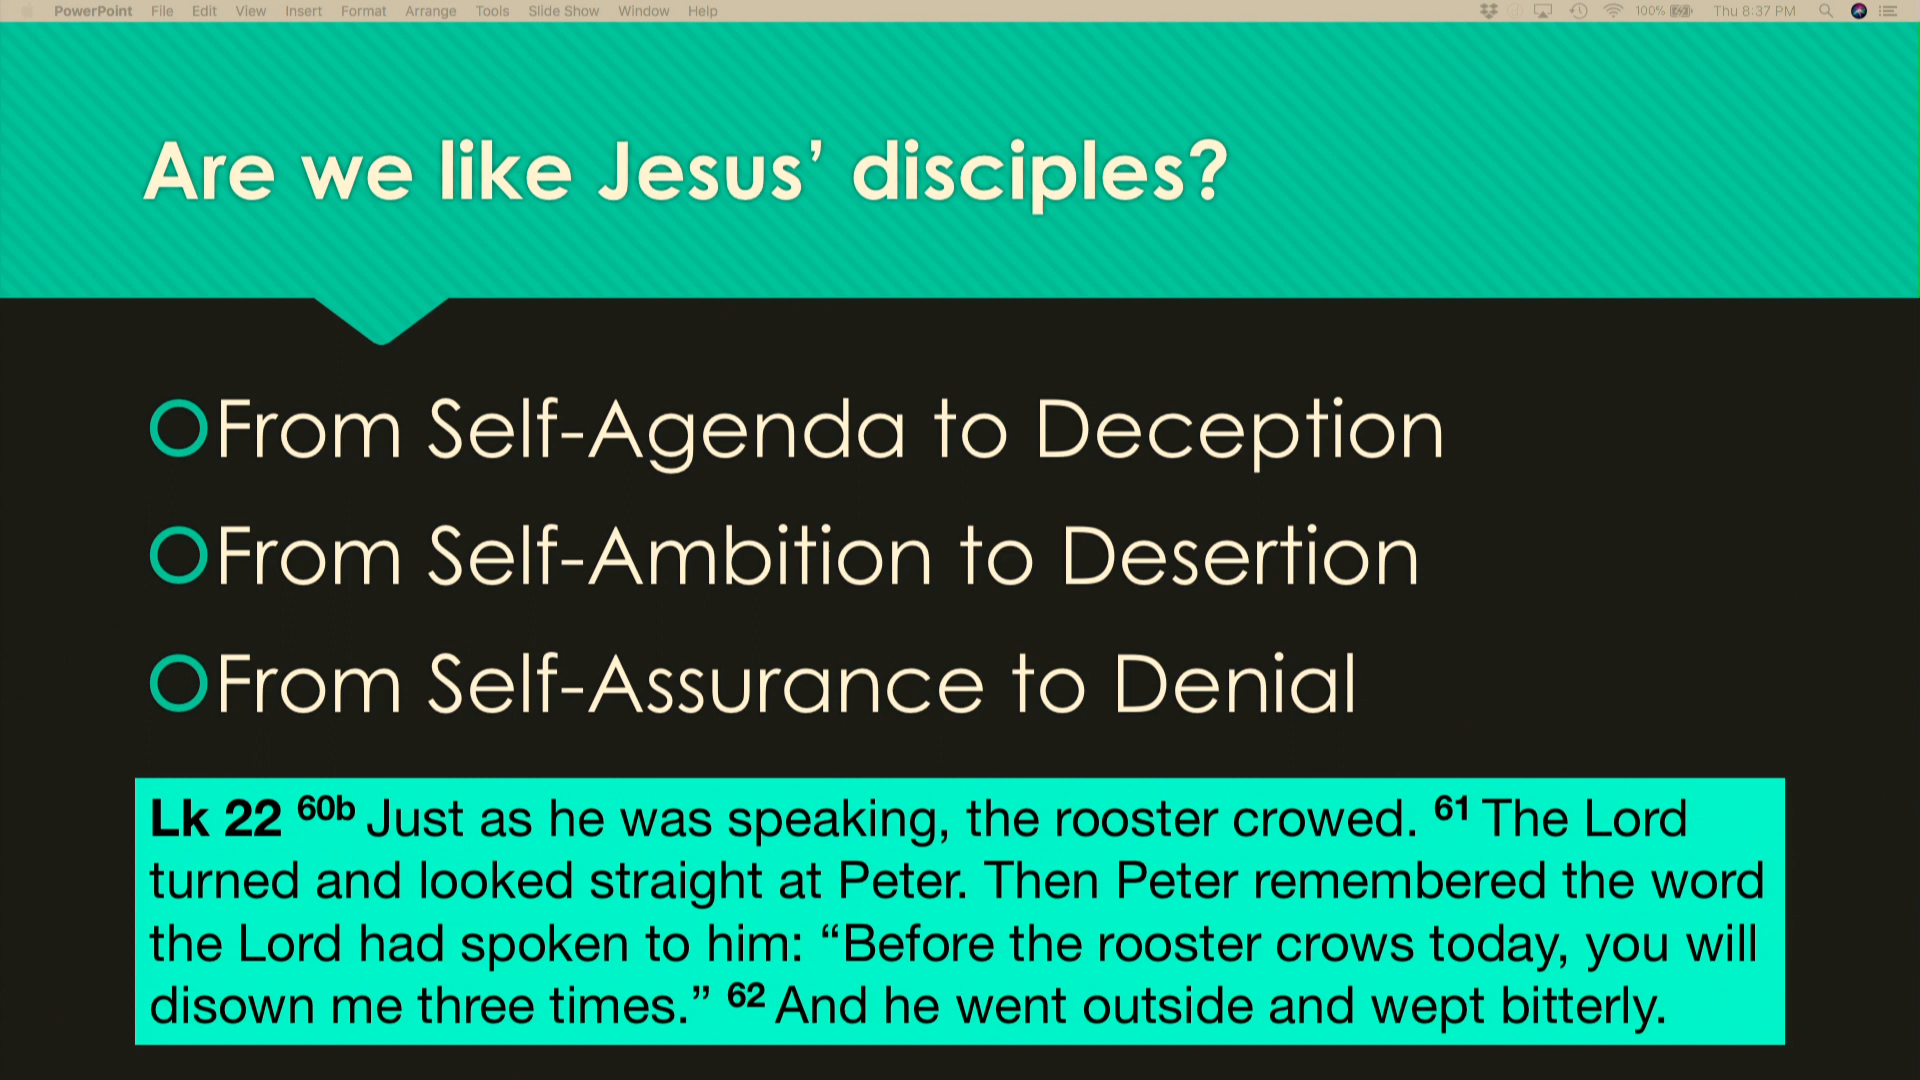 PowerPoint File Edit View Insert Format Arrange Tools Slide Show Window Help 100% Thu 8:37 PM
Are we like Jesus’ disciples?
From Self-Agenda to Deception
From Self-Ambition to Desertion
From Self-Assurance to Denial
Lk 22 60b Just as he was speaking, the rooster crowed. 61 The Lord
turned and looked straight at Peter. Then Peter remembered the word
the Lord had spoken to him: “Before the rooster crows today, you will
disown me three times.” 62 And he went outside and wept bitterly.